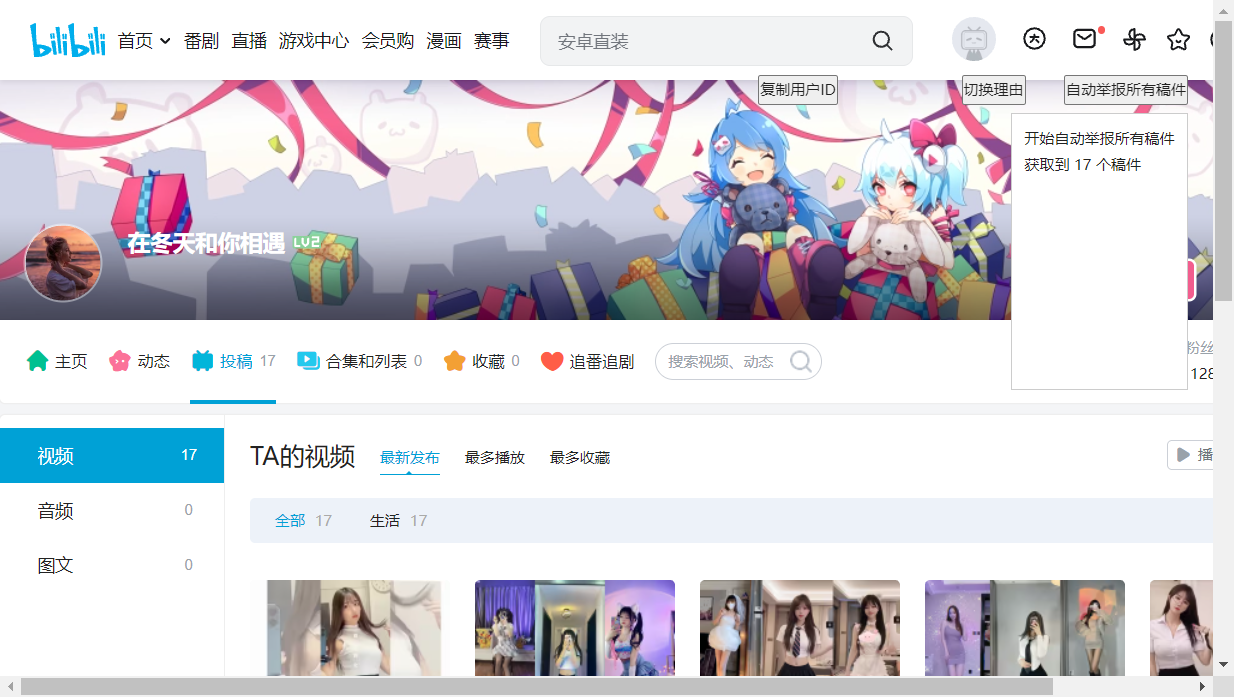 bilibili 首页 番剧 直播 游戏中心 会员购 漫画 赛事 安卓直装
复制用户ID 切换理由 自动举报所有稿件
开始自动举报所有稿件
获取到 17 个稿件
在冬天和你相遇 LV2
主页 动态 投稿 17 合集和列表 0 收藏 0 追番追剧 搜索视频、动态 粉丝
128
视频 17
音频 0
图文 0
TA的视频 最新发布 最多播放 最多收藏 播
全部 17 生活 17